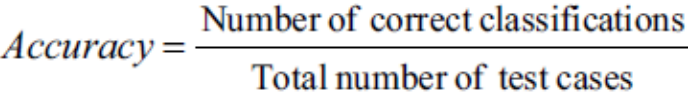 Accuracy = Number of correct classifications / Total number of test cases